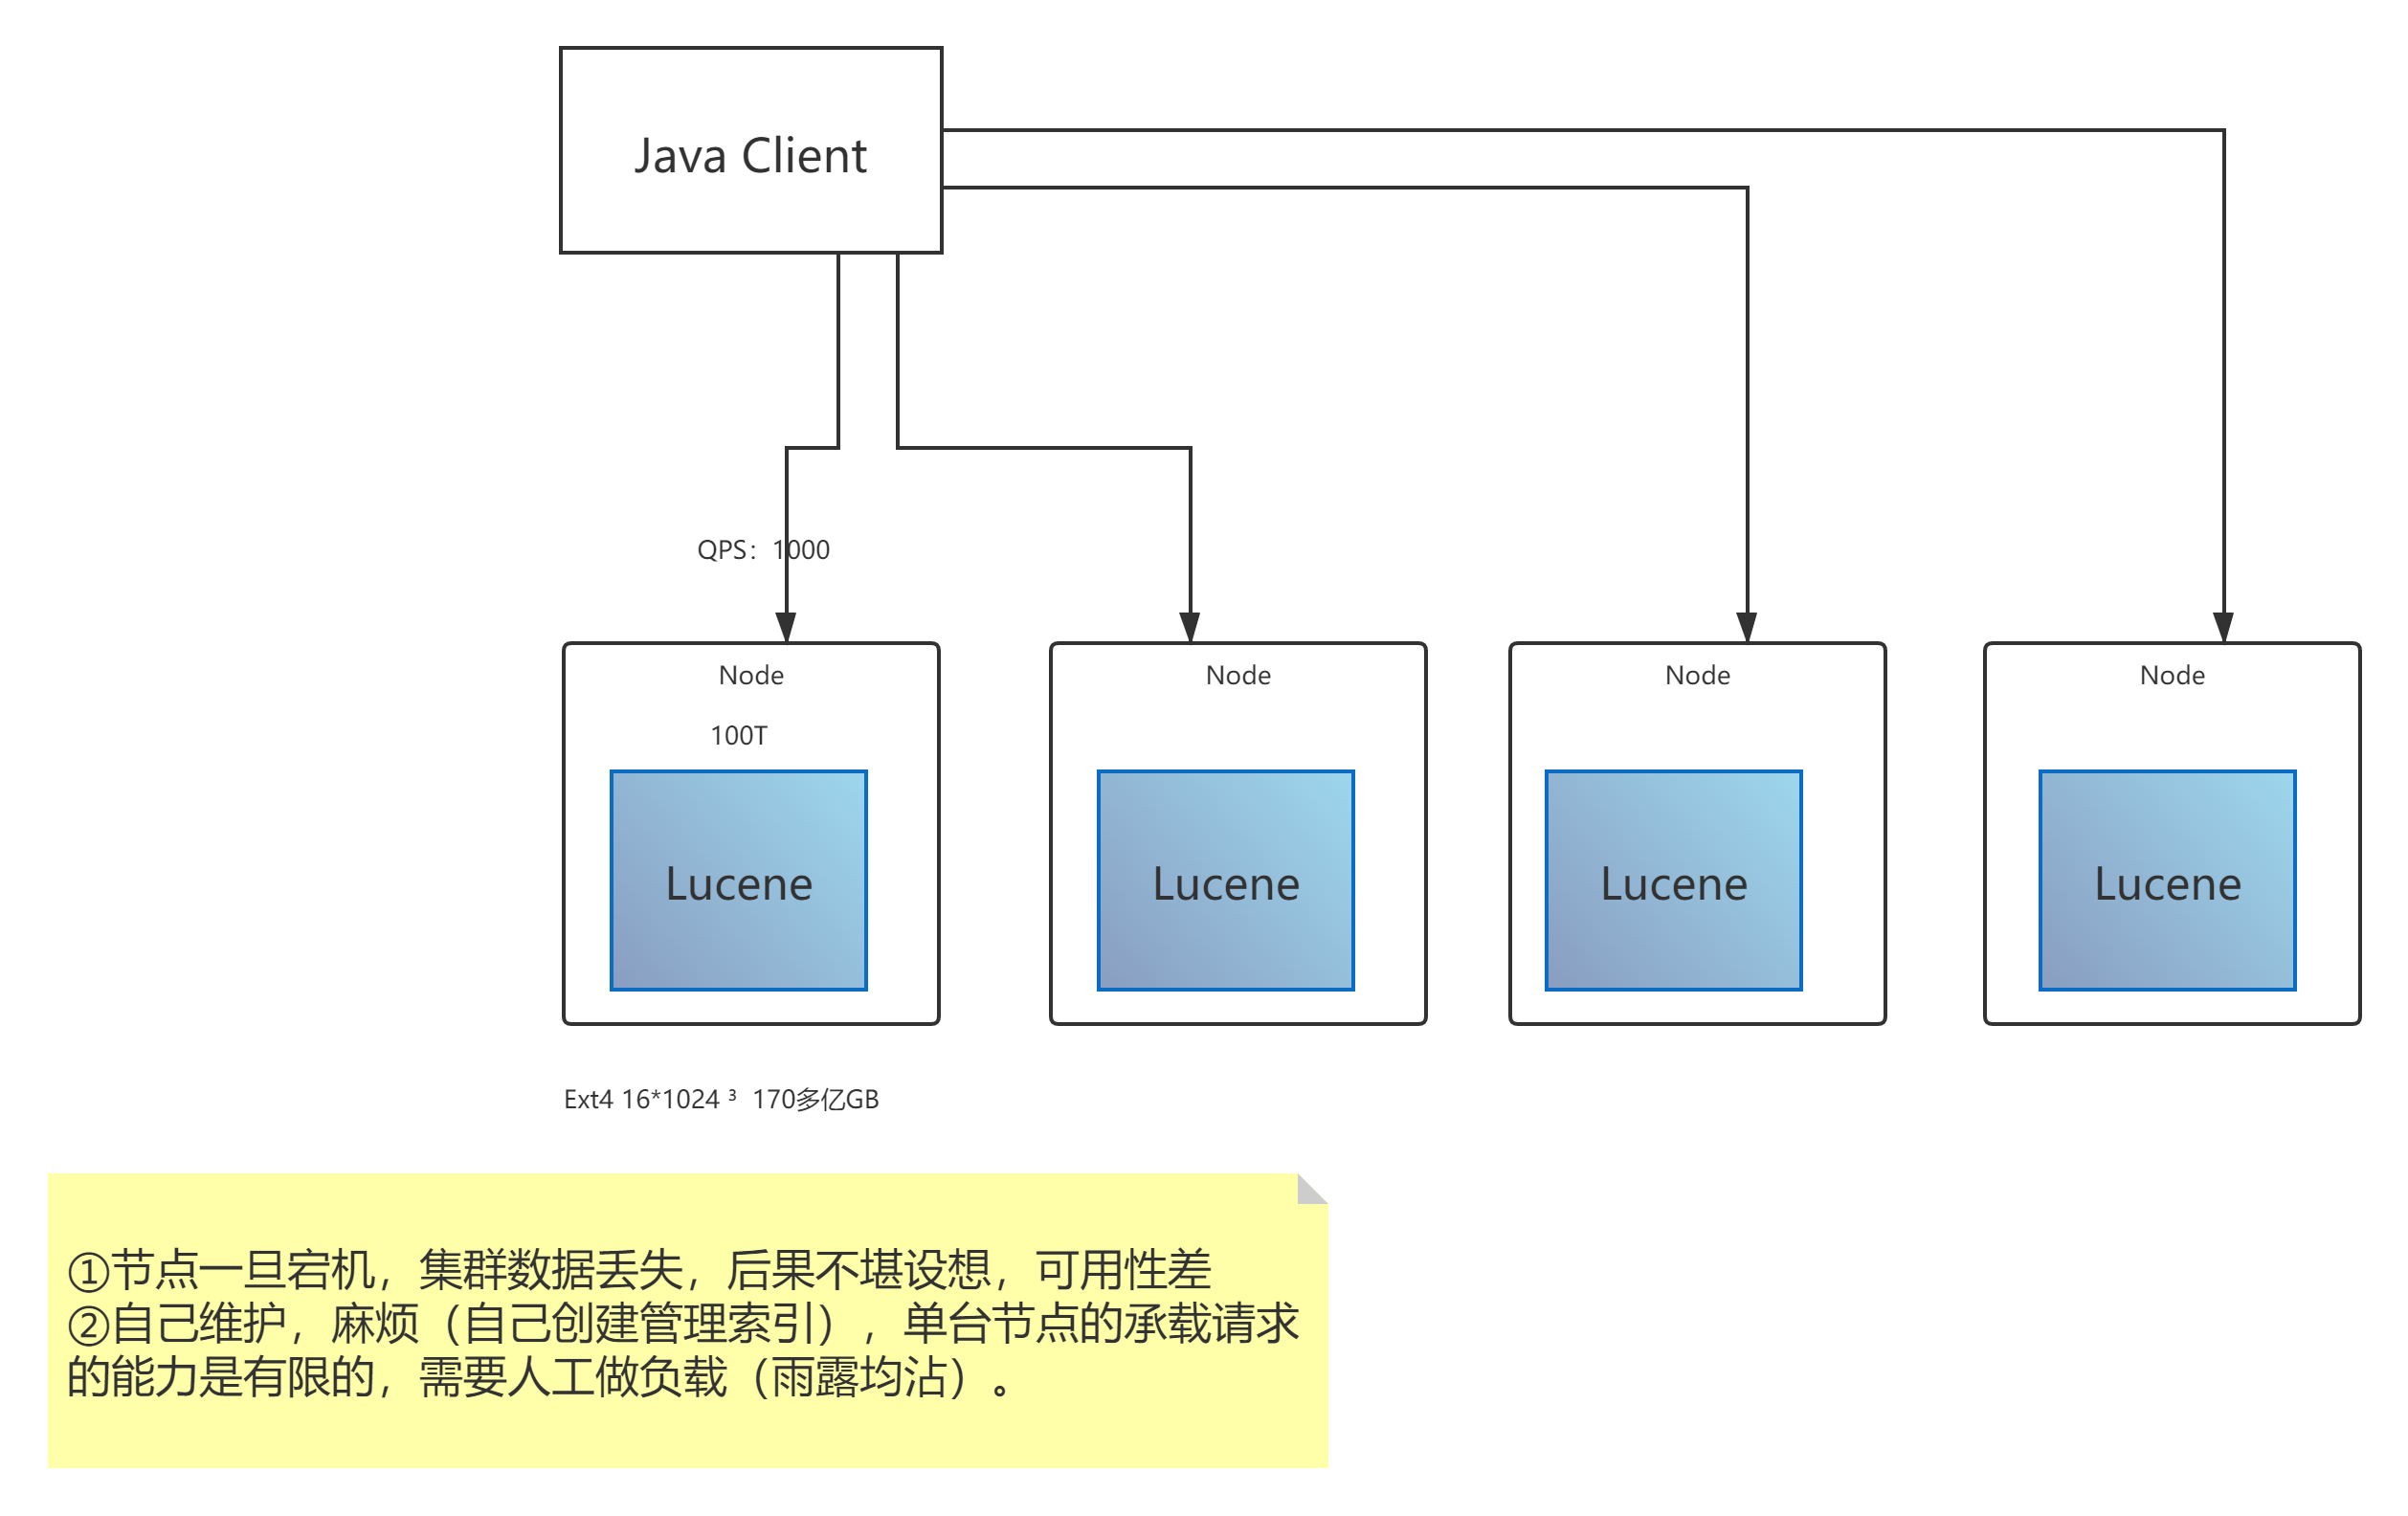 Java Client
QPS：1000
Node
Node
Node
Node
100T
Lucene
Lucene
Lucene
Lucene
Ext4 16*1024 ³ 170多亿GB
①节点一旦宕机，集群数据丢失，后果不堪设想，可用性差
②自己维护，麻烦（自己创建管理索引），单台节点的承载请求
的能力是有限的，需要人工做负载（雨露均沾）。